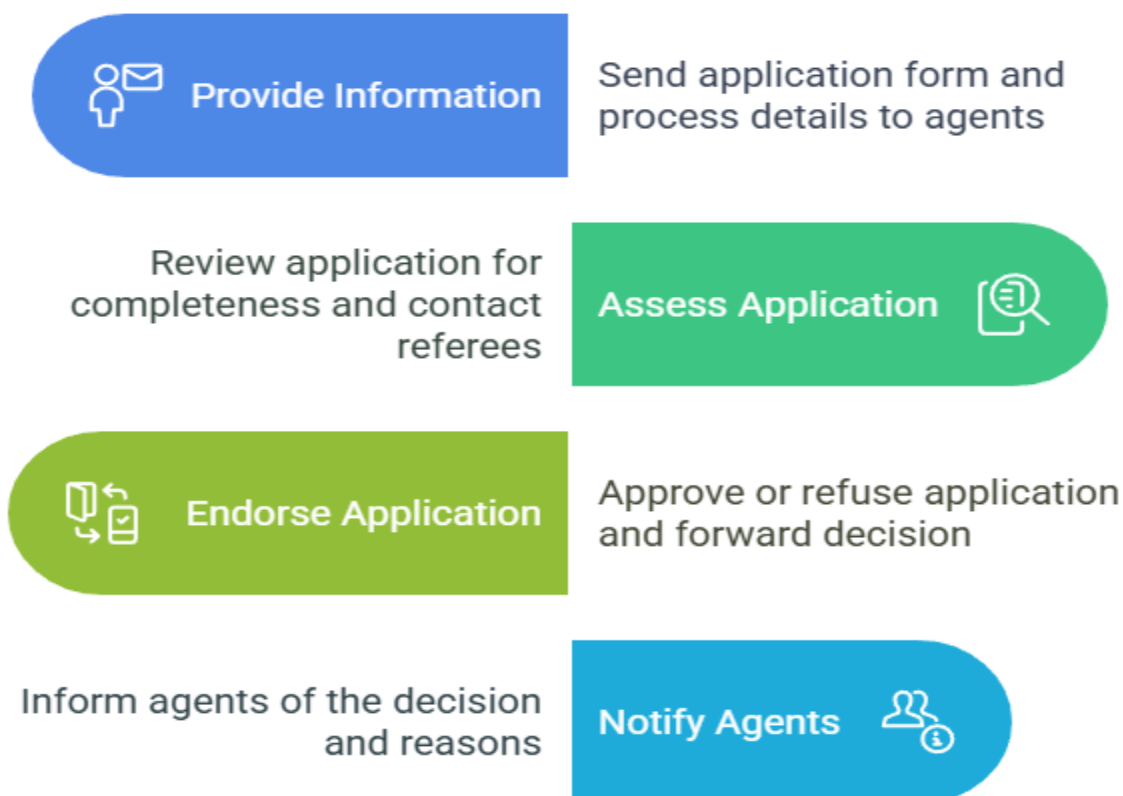 Provide Information
Send application form and
process details to agents
Review application for
completeness and contact
referees
Assess Application
Endorse Application
Approve or refuse application
and forward decision
Inform agents of the decision
and reasons
Notify Agents